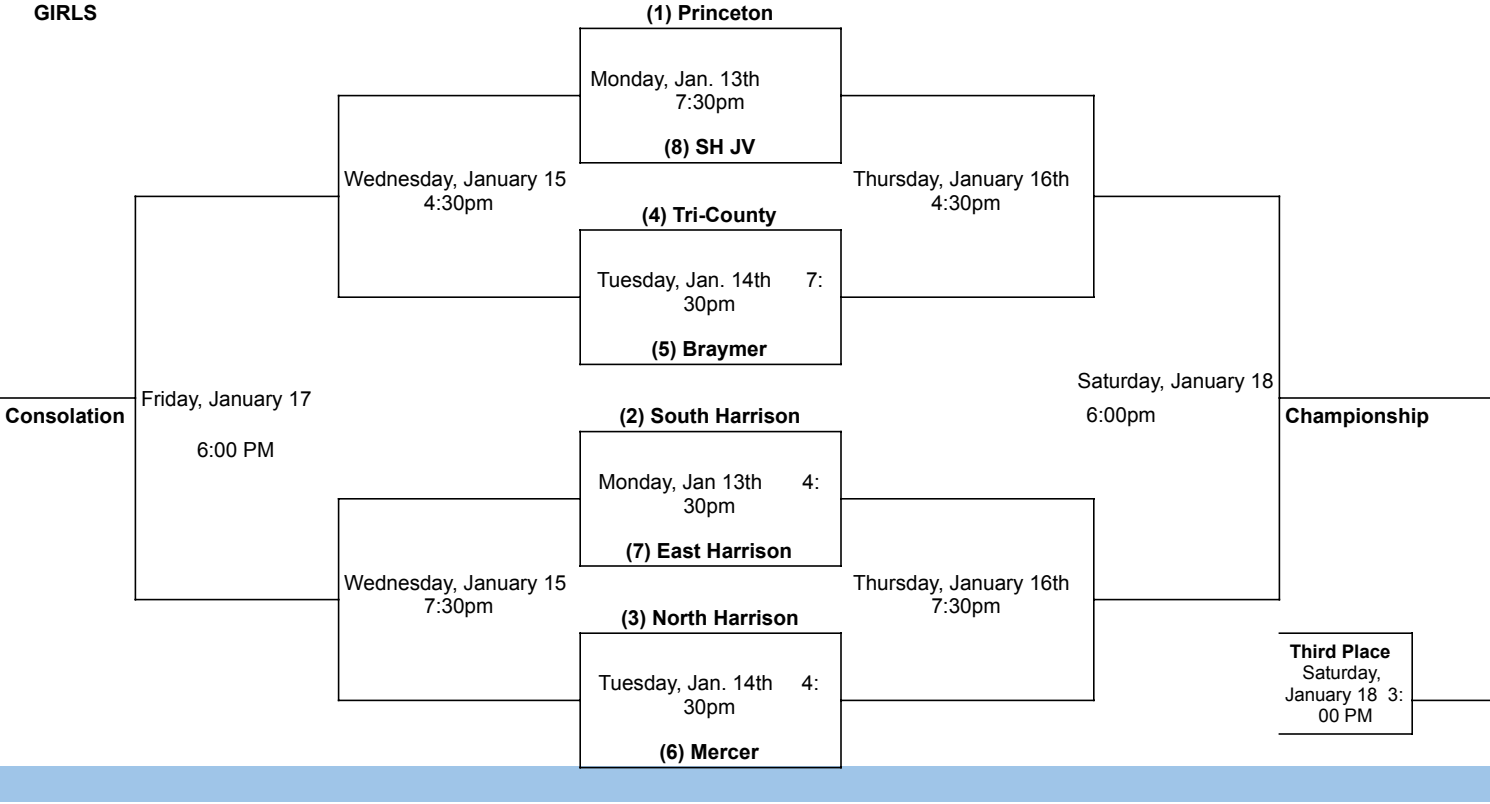 GIRLS
(1) Princeton
Monday, Jan. 13th
7:30pm
(8) SH JV
Wednesday, January 15
4:30pm
Thursday, January 16th
4:30pm
(4) Tri-County
Tuesday, Jan. 14th 7:
30pm
(5) Braymer
Friday, January 17
6:00 PM
Consolation
Saturday, January 18
6:00pm
Championship
(2) South Harrison
Monday, Jan 13th 4:
30pm
(7) East Harrison
Wednesday, January 15
7:30pm
Thursday, January 16th
7:30pm
(3) North Harrison
Tuesday, Jan. 14th 4:
30pm
(6) Mercer
Third Place
Saturday,
January 18 3:
00 PM